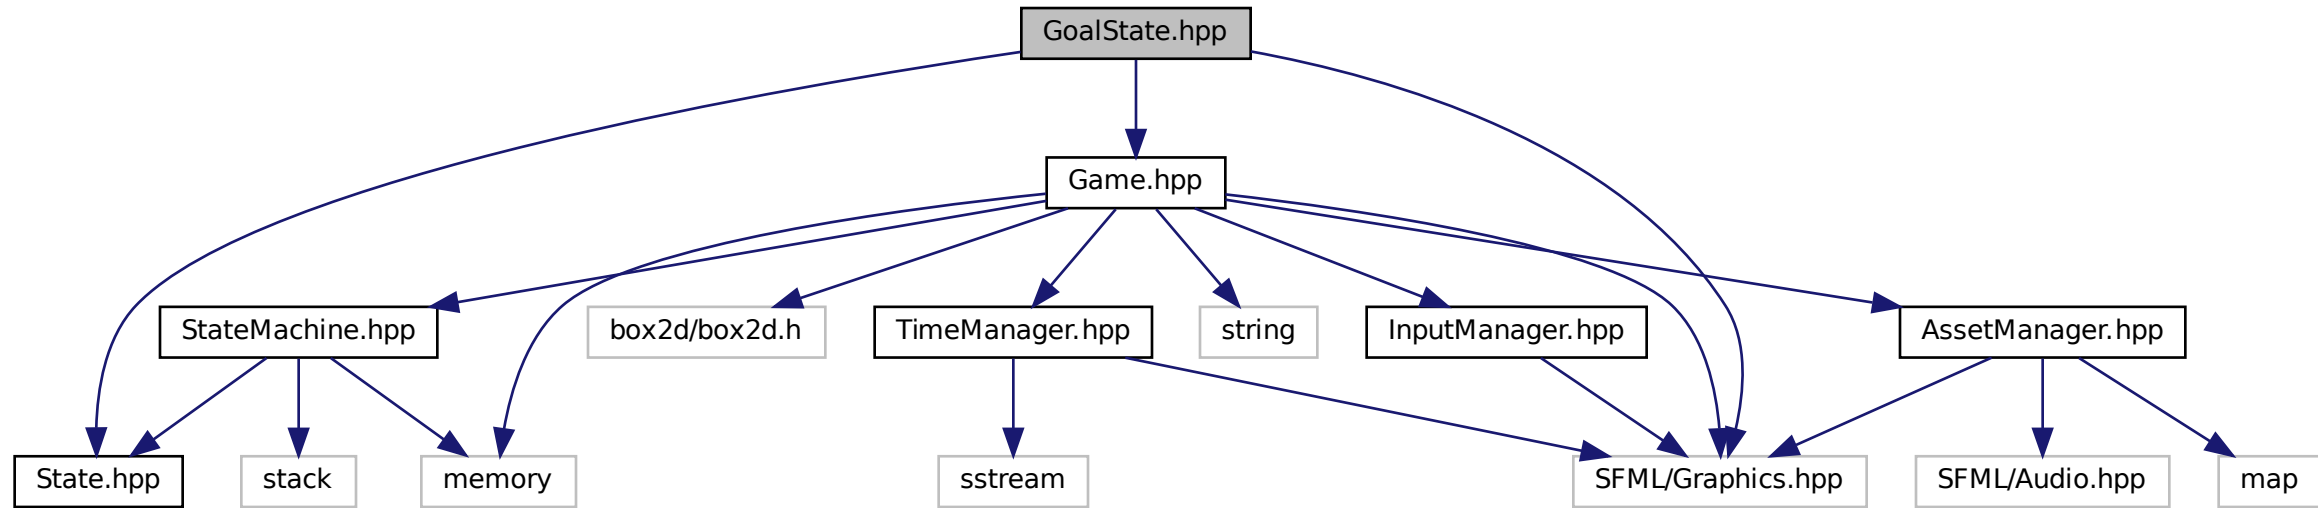 GoalState.hpp
Game.hpp
StateMachine.hpp
box2d/box2d.h
TimeManager.hpp
string
InputManager.hpp
AssetManager.hpp
State.hpp
stack
memory
sstream
SFML/Graphics.hpp
SFML/Audio.hpp
map